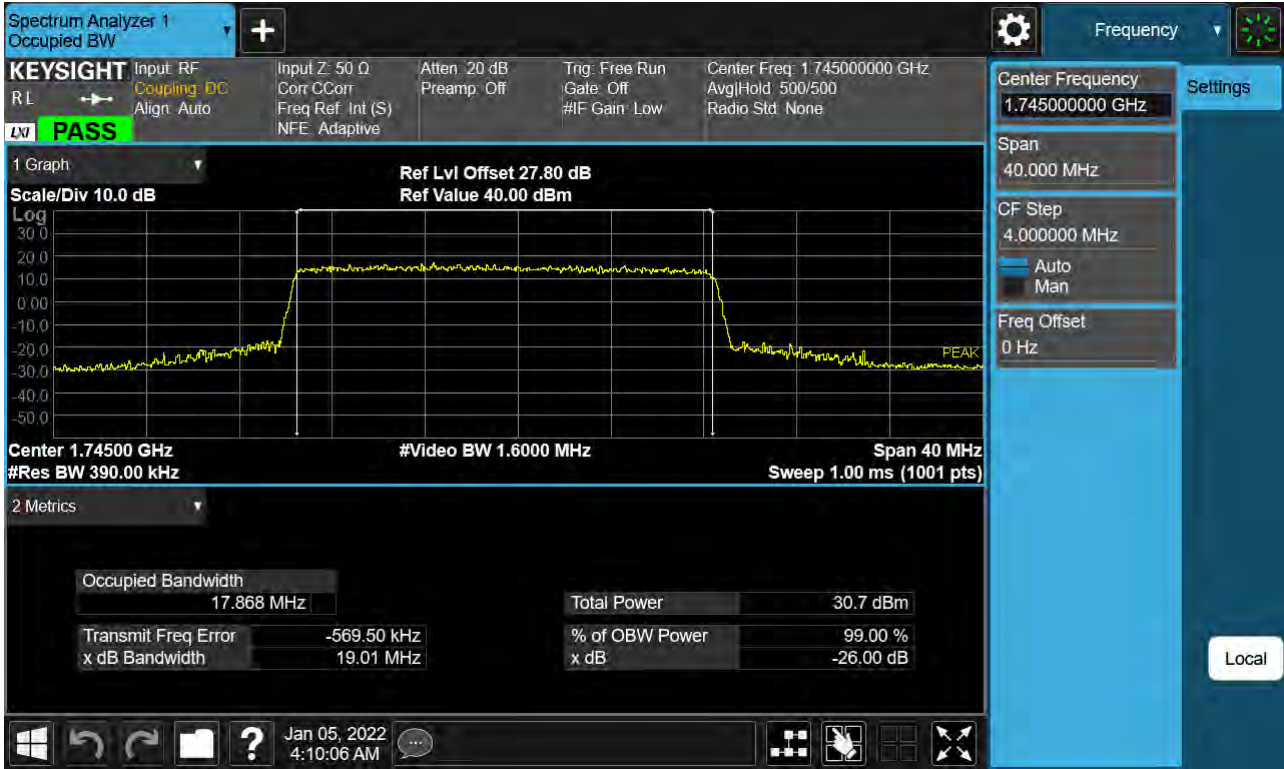 Spectrum Analyzer 1
Occupied BW
+
Frequency
KEYSIGHT
R L
LXI
PASS
Input: RF
Coupling: DC
Align: Auto
Input Z: 50 Ω
Corr CCorr
Freq Ref: Int (S)
NFE: Adaptive
Atten: 20 dB
Preamp: Off
Trig: Free Run
Gate: Off
#IF Gain: Low
Center Freq: 1.745000000 GHz
Avg|Hold: 500/500
Radio Std: None
1 Graph
Scale/Div 10.0 dB
Ref Lvl Offset 27.80 dB
Ref Value 40.00 dBm
Log
30.0
20.0
10.0
0.00
-10.0
-20.0
-30.0
-40.0
-50.0
PEAK
Center 1.74500 GHz
#Video BW 1.6000 MHz
Span 40 MHz
#Res BW 390.00 kHz
Sweep 1.00 ms (1001 pts)
2 Metrics
Occupied Bandwidth
17.868 MHz
Total Power 30.7 dBm
Transmit Freq Error -569.50 kHz
% of OBW Power 99.00 %
x dB Bandwidth 19.01 MHz
x dB -26.00 dB
Center Frequency
1.745000000 GHz
Span
40.000 MHz
CF Step
4.000000 MHz
Auto
Man
Freq Offset
0 Hz
Settings
Local
?
Jan 05, 2022
4:10:06 AM